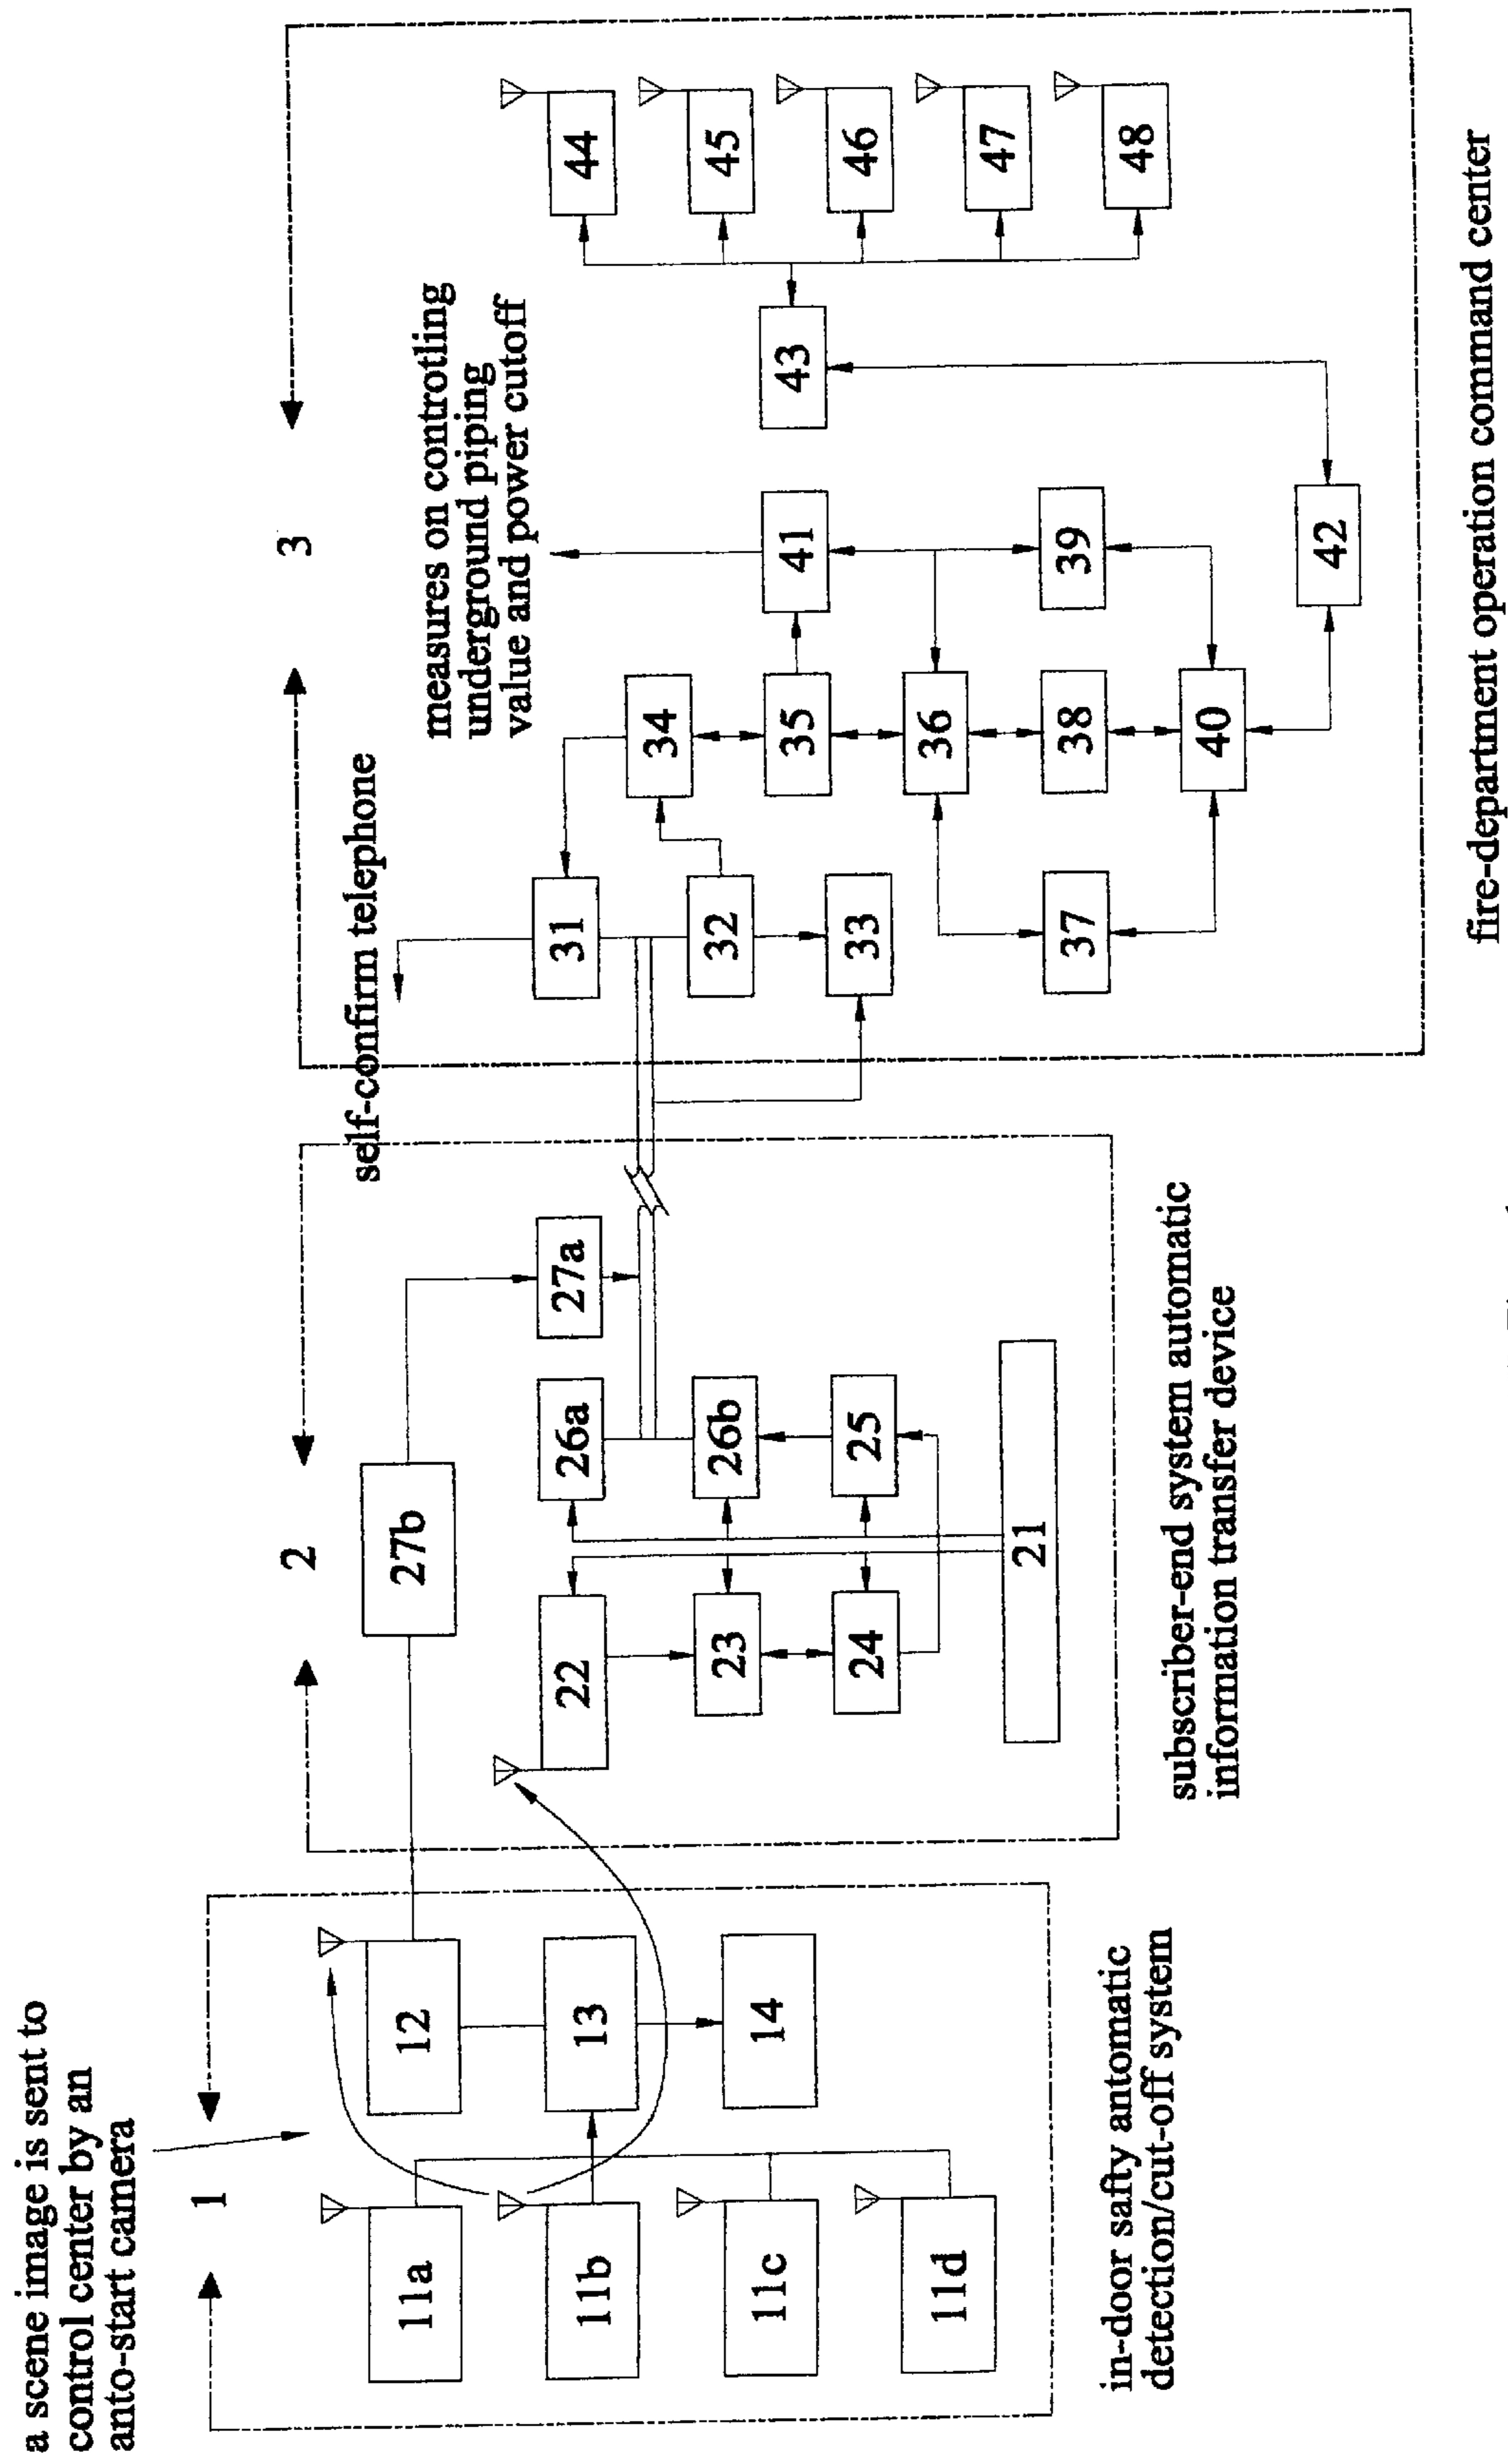 a scene image is sent to
control center by an
anto-start camera
1
11a
11b
11c
11d
12
13
14
in-door safty antomatic
detection/cut-off system
2
27b
27a
22
23
24
26a
26b
25
21
subscriber-end system automatic
information transfer device
3
self-confirm telephone
measures on controtling
underground piping
value and power cutoff
31
32
33
34
35
36
37
38
39
40
41
42
43
44
45
46
47
48
fire-department operation command center